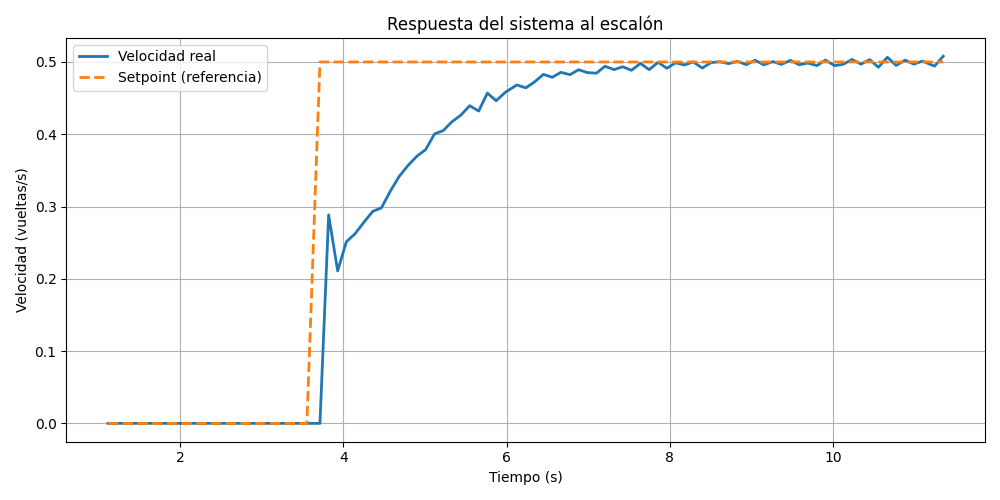 Respuesta del sistema al escalón
Velocidad real
Setpoint (referencia)
Velocidad (vueltas/s)
0.5
0.4
0.3
0.2
0.1
0.0
2 4 6 8 10
Tiempo (s)